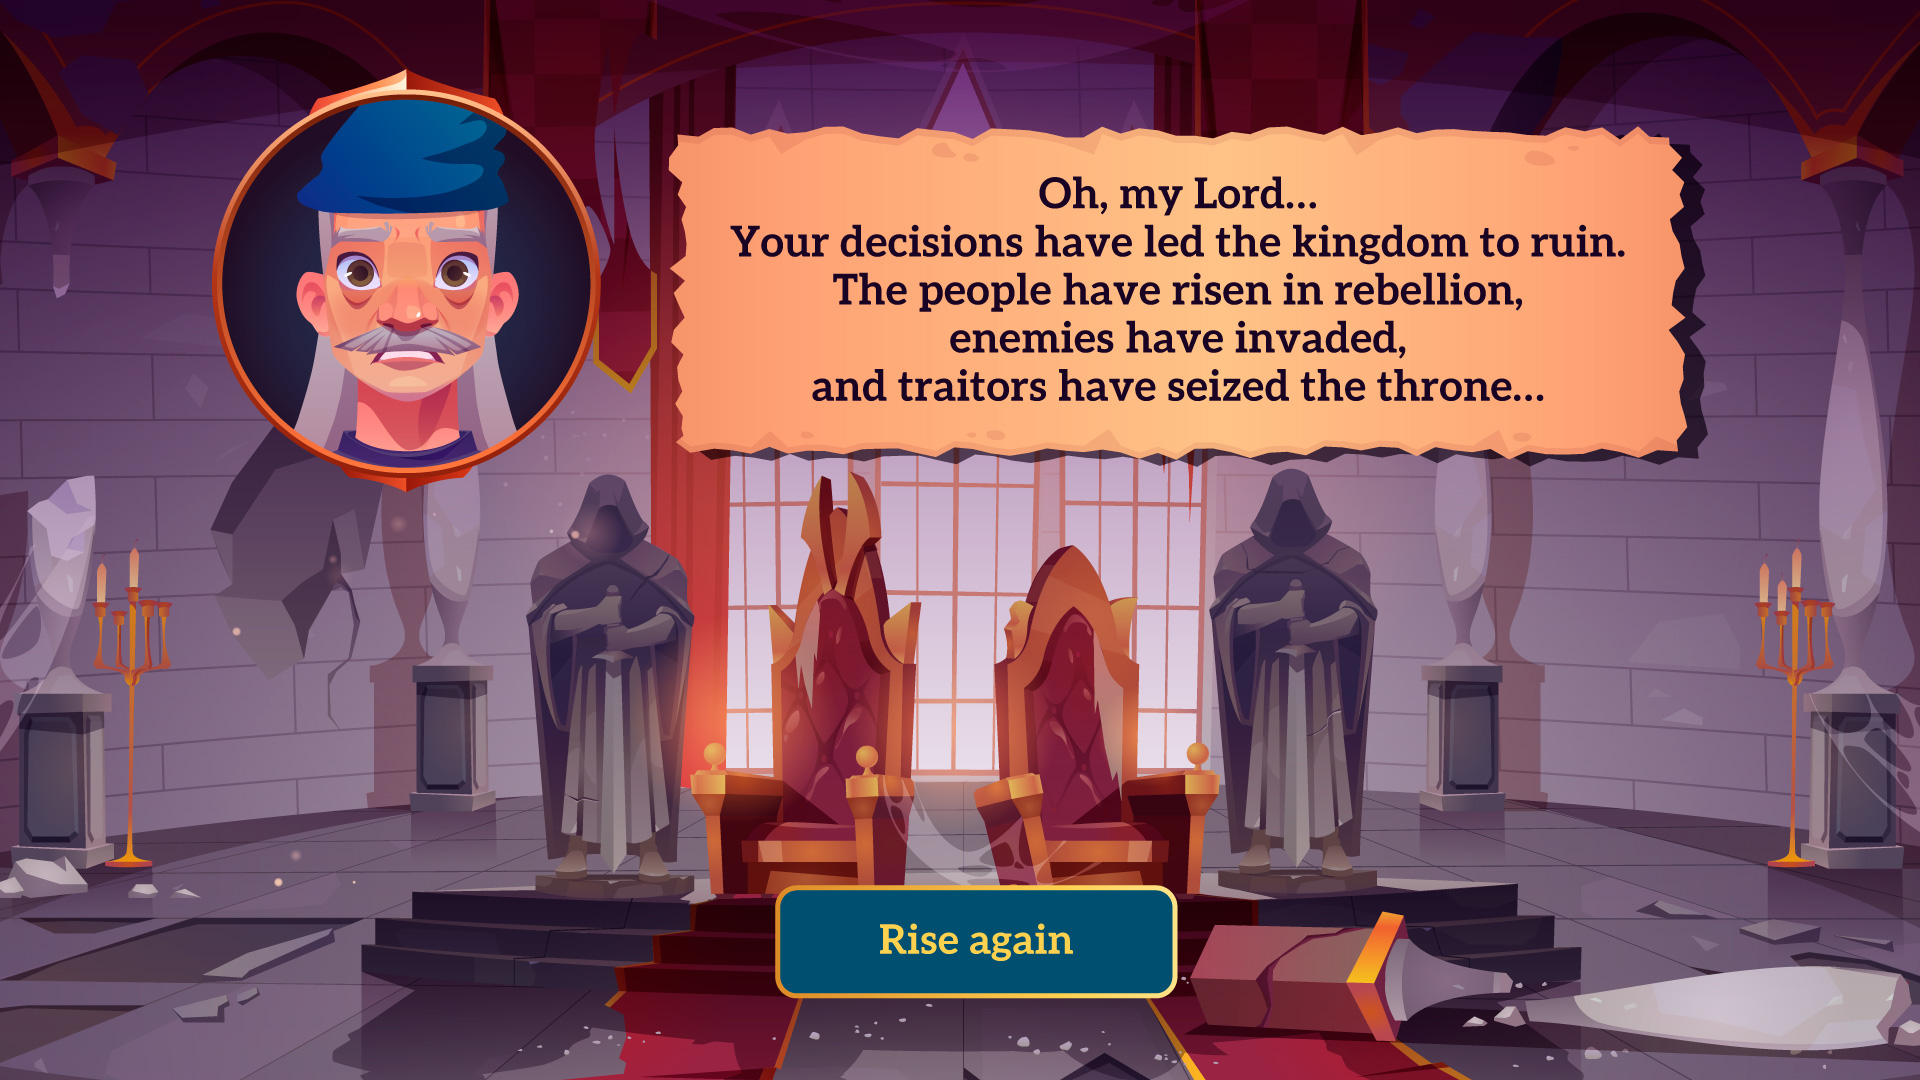 Oh, my Lord...
Your decisions have led the kingdom to ruin.
The people have risen in rebellion,
enemies have invaded,
and traitors have seized the throne...
Rise again